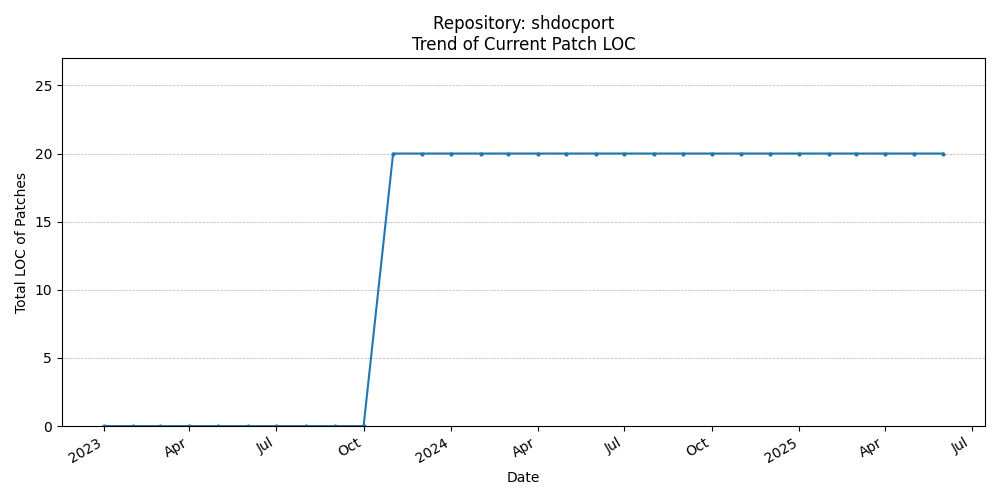 Repository: shdocport
Trend of Current Patch LOC
Total LOC of Patches
25
20
15
10
5
0
2023
Apr
Jul
Oct
2024
Apr
Jul
Oct
2025
Apr
Jul
Date